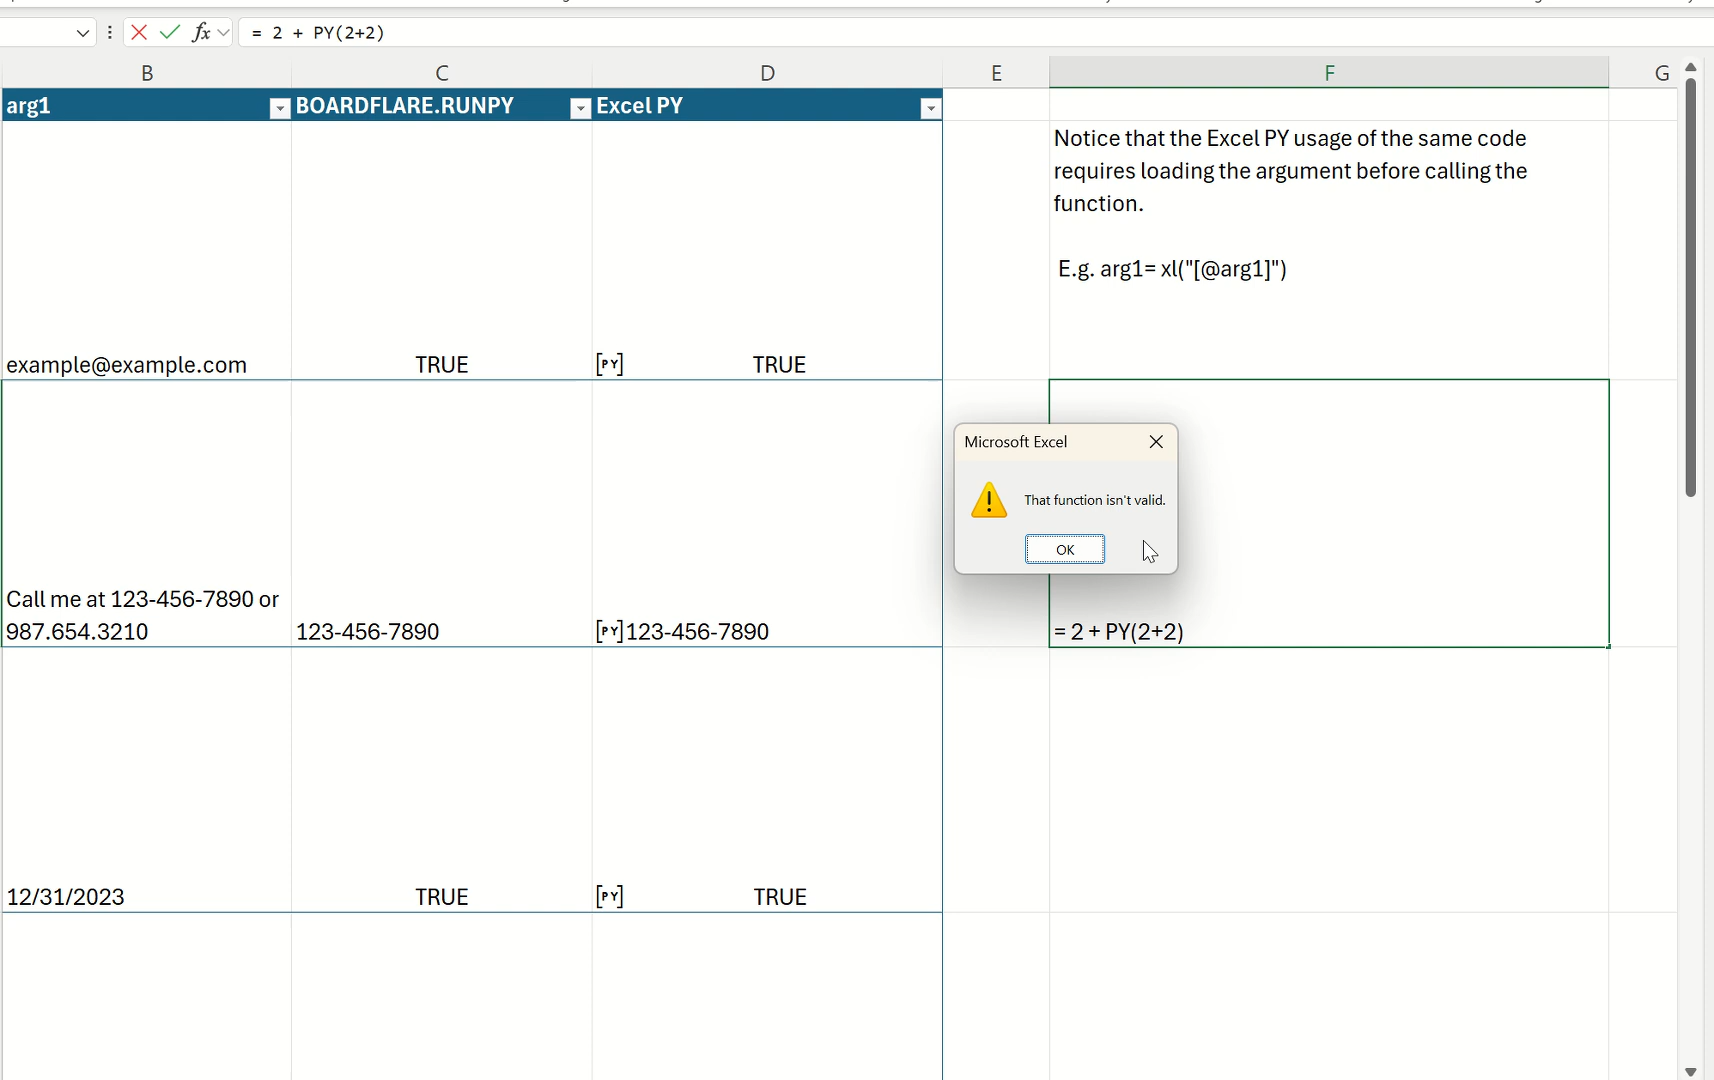 fx = 2 + PY(2+2)
B C D E F G
arg1 BOARDFLARE.RUNPY Excel PY
Notice that the Excel PY usage of the same code
requires loading the argument before calling the
function.
E.g. arg1= xl("[@arg1]")
example@example.com TRUE [PY] TRUE
Microsoft Excel
That function isn't valid.
OK
Call me at 123-456-7890 or
987.654.3210 123-456-7890 [PY]123-456-7890 = 2 + PY(2+2)
12/31/2023 TRUE [PY] TRUE